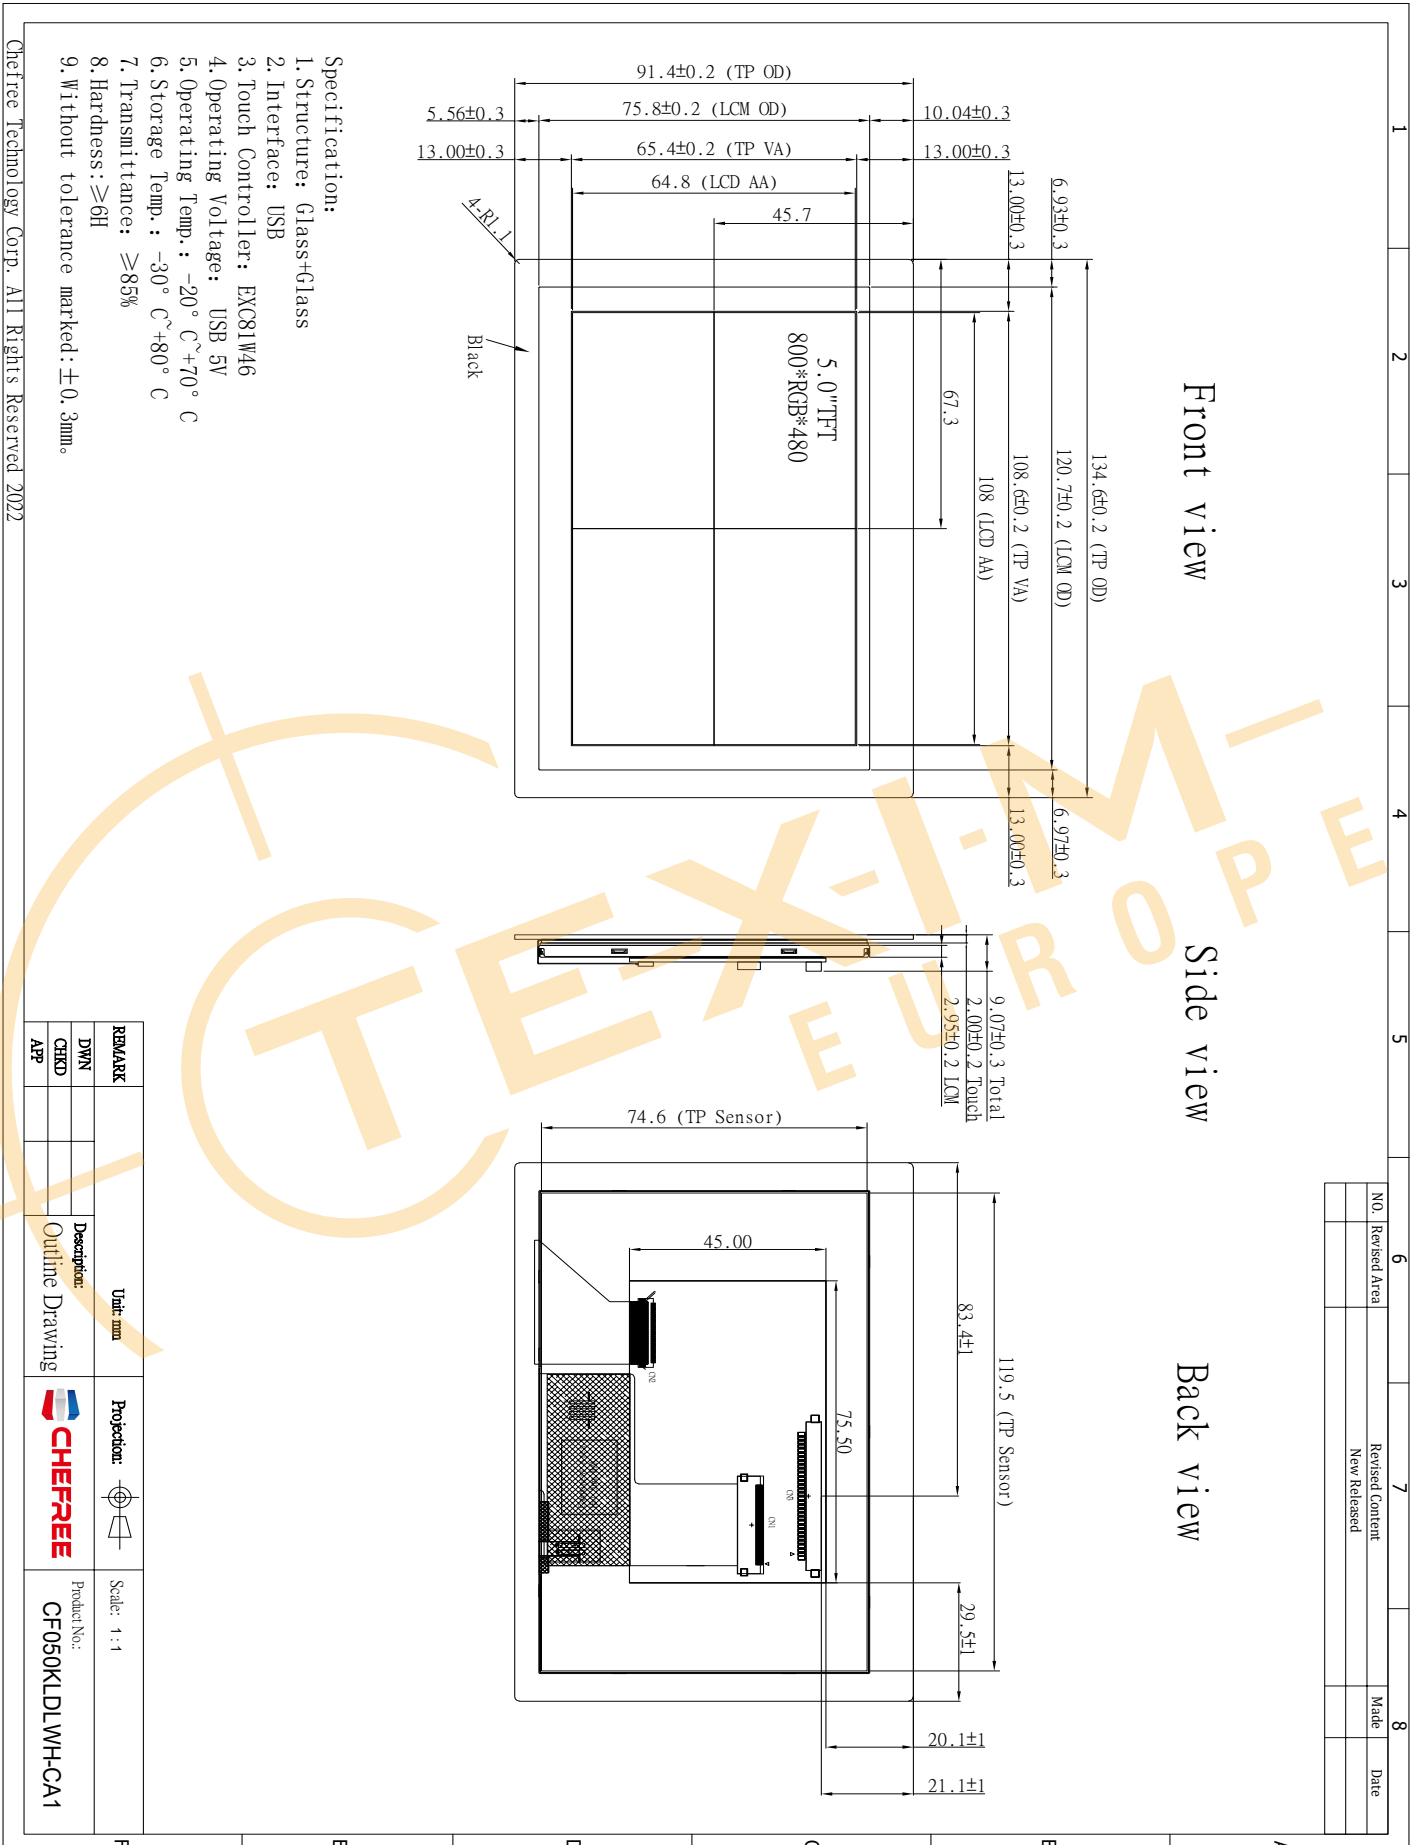 1
2
3
4
5
6
7
8
NO.
Revised Area
Revised Content
Made
Date
New Released
A
B
C
D
E
F
Front view
Side view
Back view
134.6±0.2 (TP OD)
120.7±0.2 (LCM OD)
108.6±0.2 (TP VA)
108 (LCD AA)
67.3
6.93±0.3
13.00±0.3
6.97±0.3
13.00±0.3
91.4±0.2 (TP OD)
75.8±0.2 (LCM OD)
65.4±0.2 (TP VA)
64.8 (LCD AA)
45.7
10.04±0.3
13.00±0.3
5.56±0.3
13.00±0.3
4-R1.1
5.0"TFT
800*RGB*480
Black
9.07±0.3 Total
2.00±0.2 Touch
2.95±0.2 LCM
119.5 (TP Sensor)
83.4±1
29.5±1
75.50
74.6 (TP Sensor)
45.00
20.1±1
21.1±1
CN2
CN1
CN3
Specification:
1.Structure: Glass+Glass
2.Interface: USB
3.Touch Controller: EXC81W46
4.Operating Voltage: USB 5V
5.Operating Temp.: -20° C~+70° C
6.Storage Temp.: -30° C~+80° C
7.Transmittance: ≥85%
8.Hardness:≥6H
9.Without tolerance marked:±0.3mm。
REMARK
DWN
CHKD
APP
Unit: mm
Description:
Outline Drawing
Projection:
CHEFREE
Scale: 1:1
Product No.:
CF050KLDLWH-CA1
Chefree Technology Corp. All Rights Reserved 2022
TEXIM
EUROPE